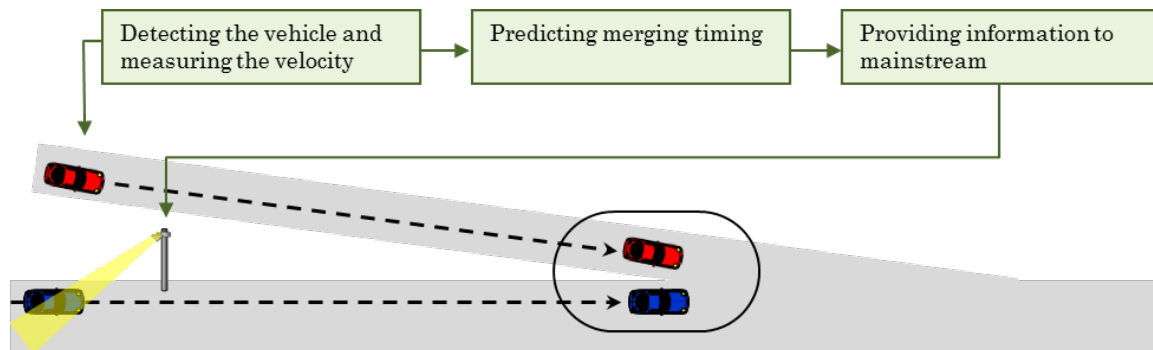 Detecting the vehicle and
measuring the velocity
Predicting merging timing
Providing information to
mainstream